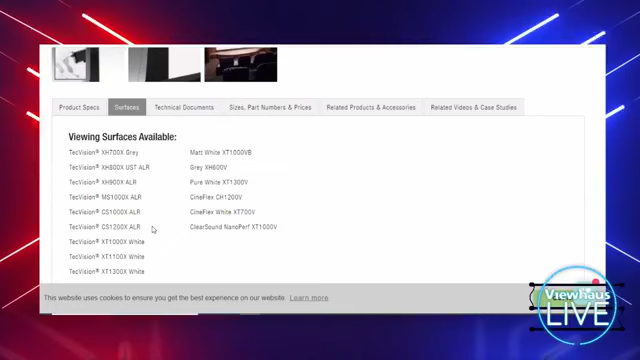 Product Specs
Surfaces
Technical Documents
Sizes, Part Numbers & Prices
Related Products & Accessories
Related Videos & Case Studies
Viewing Surfaces Available:
TecVision® XH700X Grey
TecVision® XH800X UST ALR
TecVision® XH900X ALR
TecVision® MS1000X ALR
TecVision® CS1000X ALR
TecVision® CS1200X ALR
TecVision® XT1000X White
TecVision® XT1100X White
TecVision® XT1300X White
Matt White XT1000VB
Grey XH600V
Pure White XT1300V
CineFlex CH1200V
CineFlex White XT700V
ClearSound NanoPerf XT1000V
This website uses cookies to ensure you get the best experience on our website. Learn more
Viewhaus
LIVE